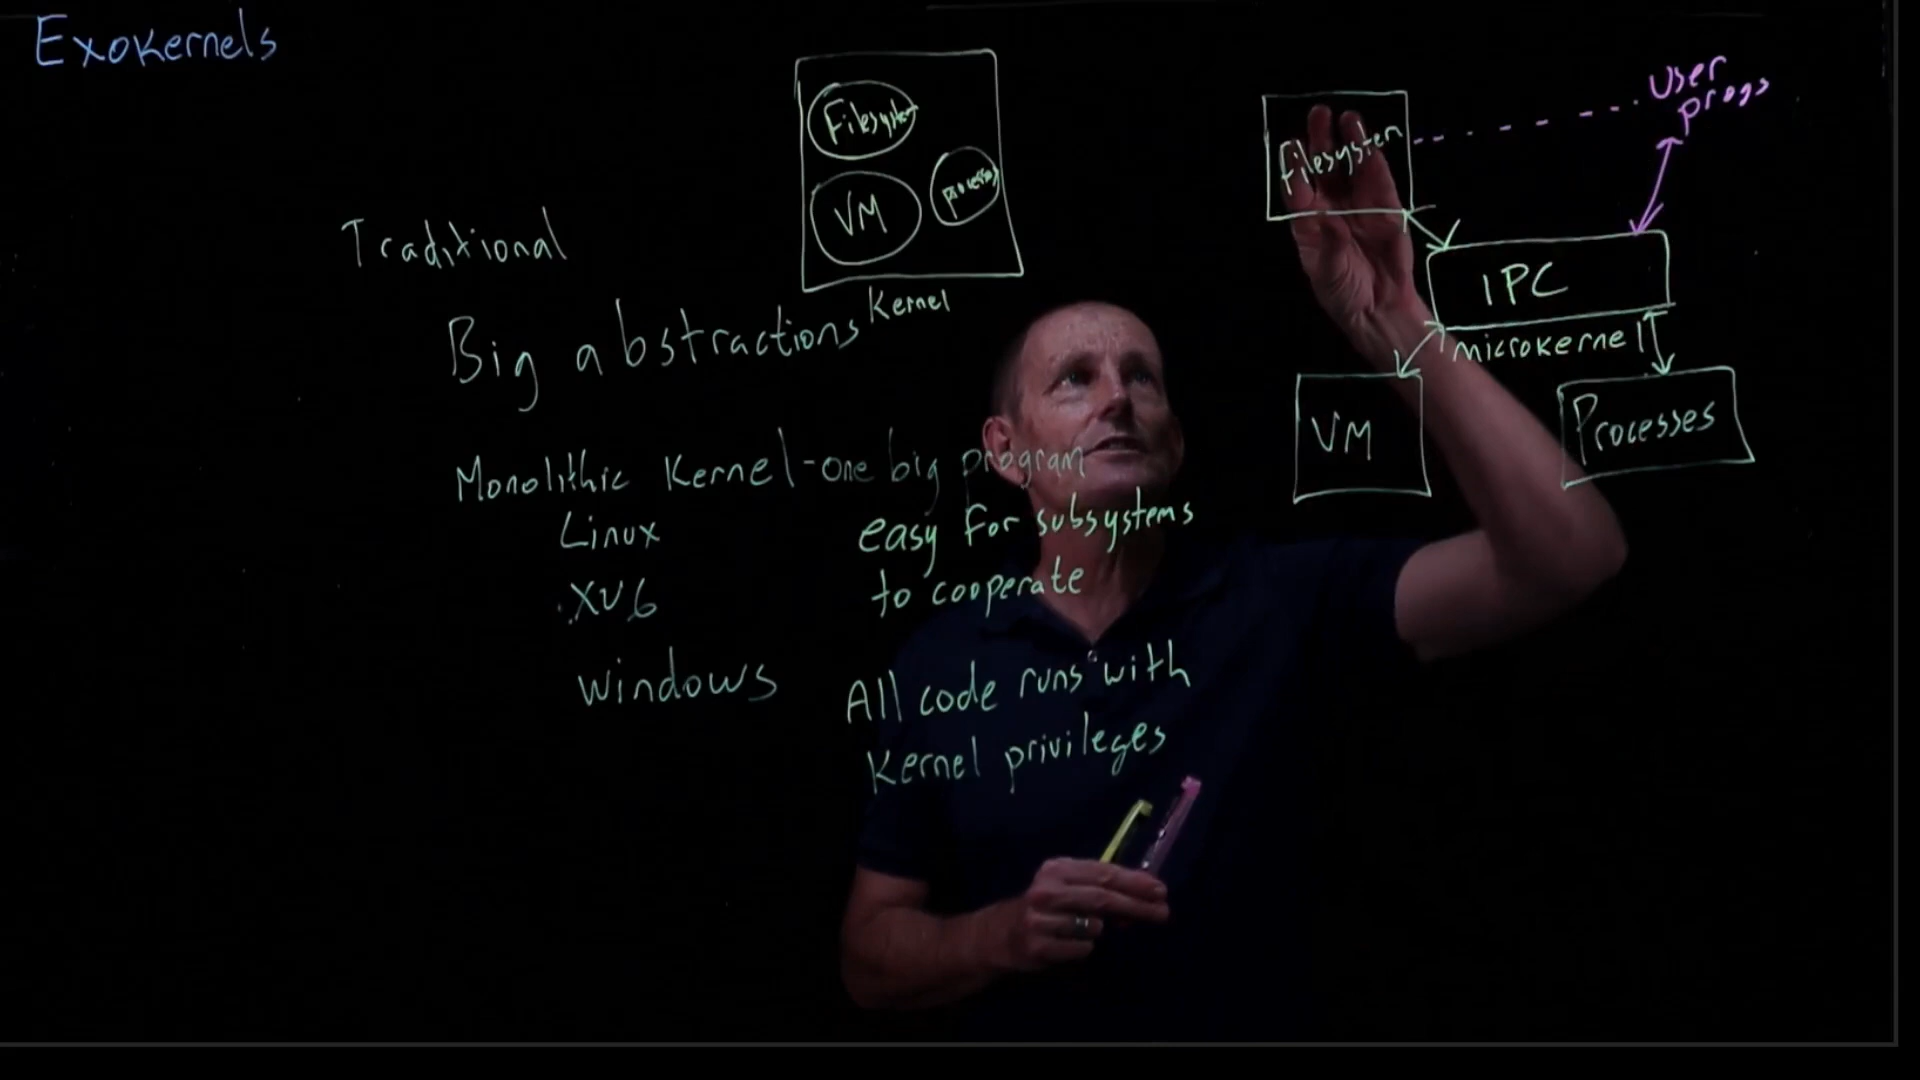 Exokernels
Traditional
Big abstractions
Monolithic Kernel-one big program
Linux
XV6
Windows
easy for subsystems
to cooperate
All code runs with
Kernel privileges
Filesystem
VM
processes
Kernel
filesystem
user
progs
IPC
microkernel
VM
Processes